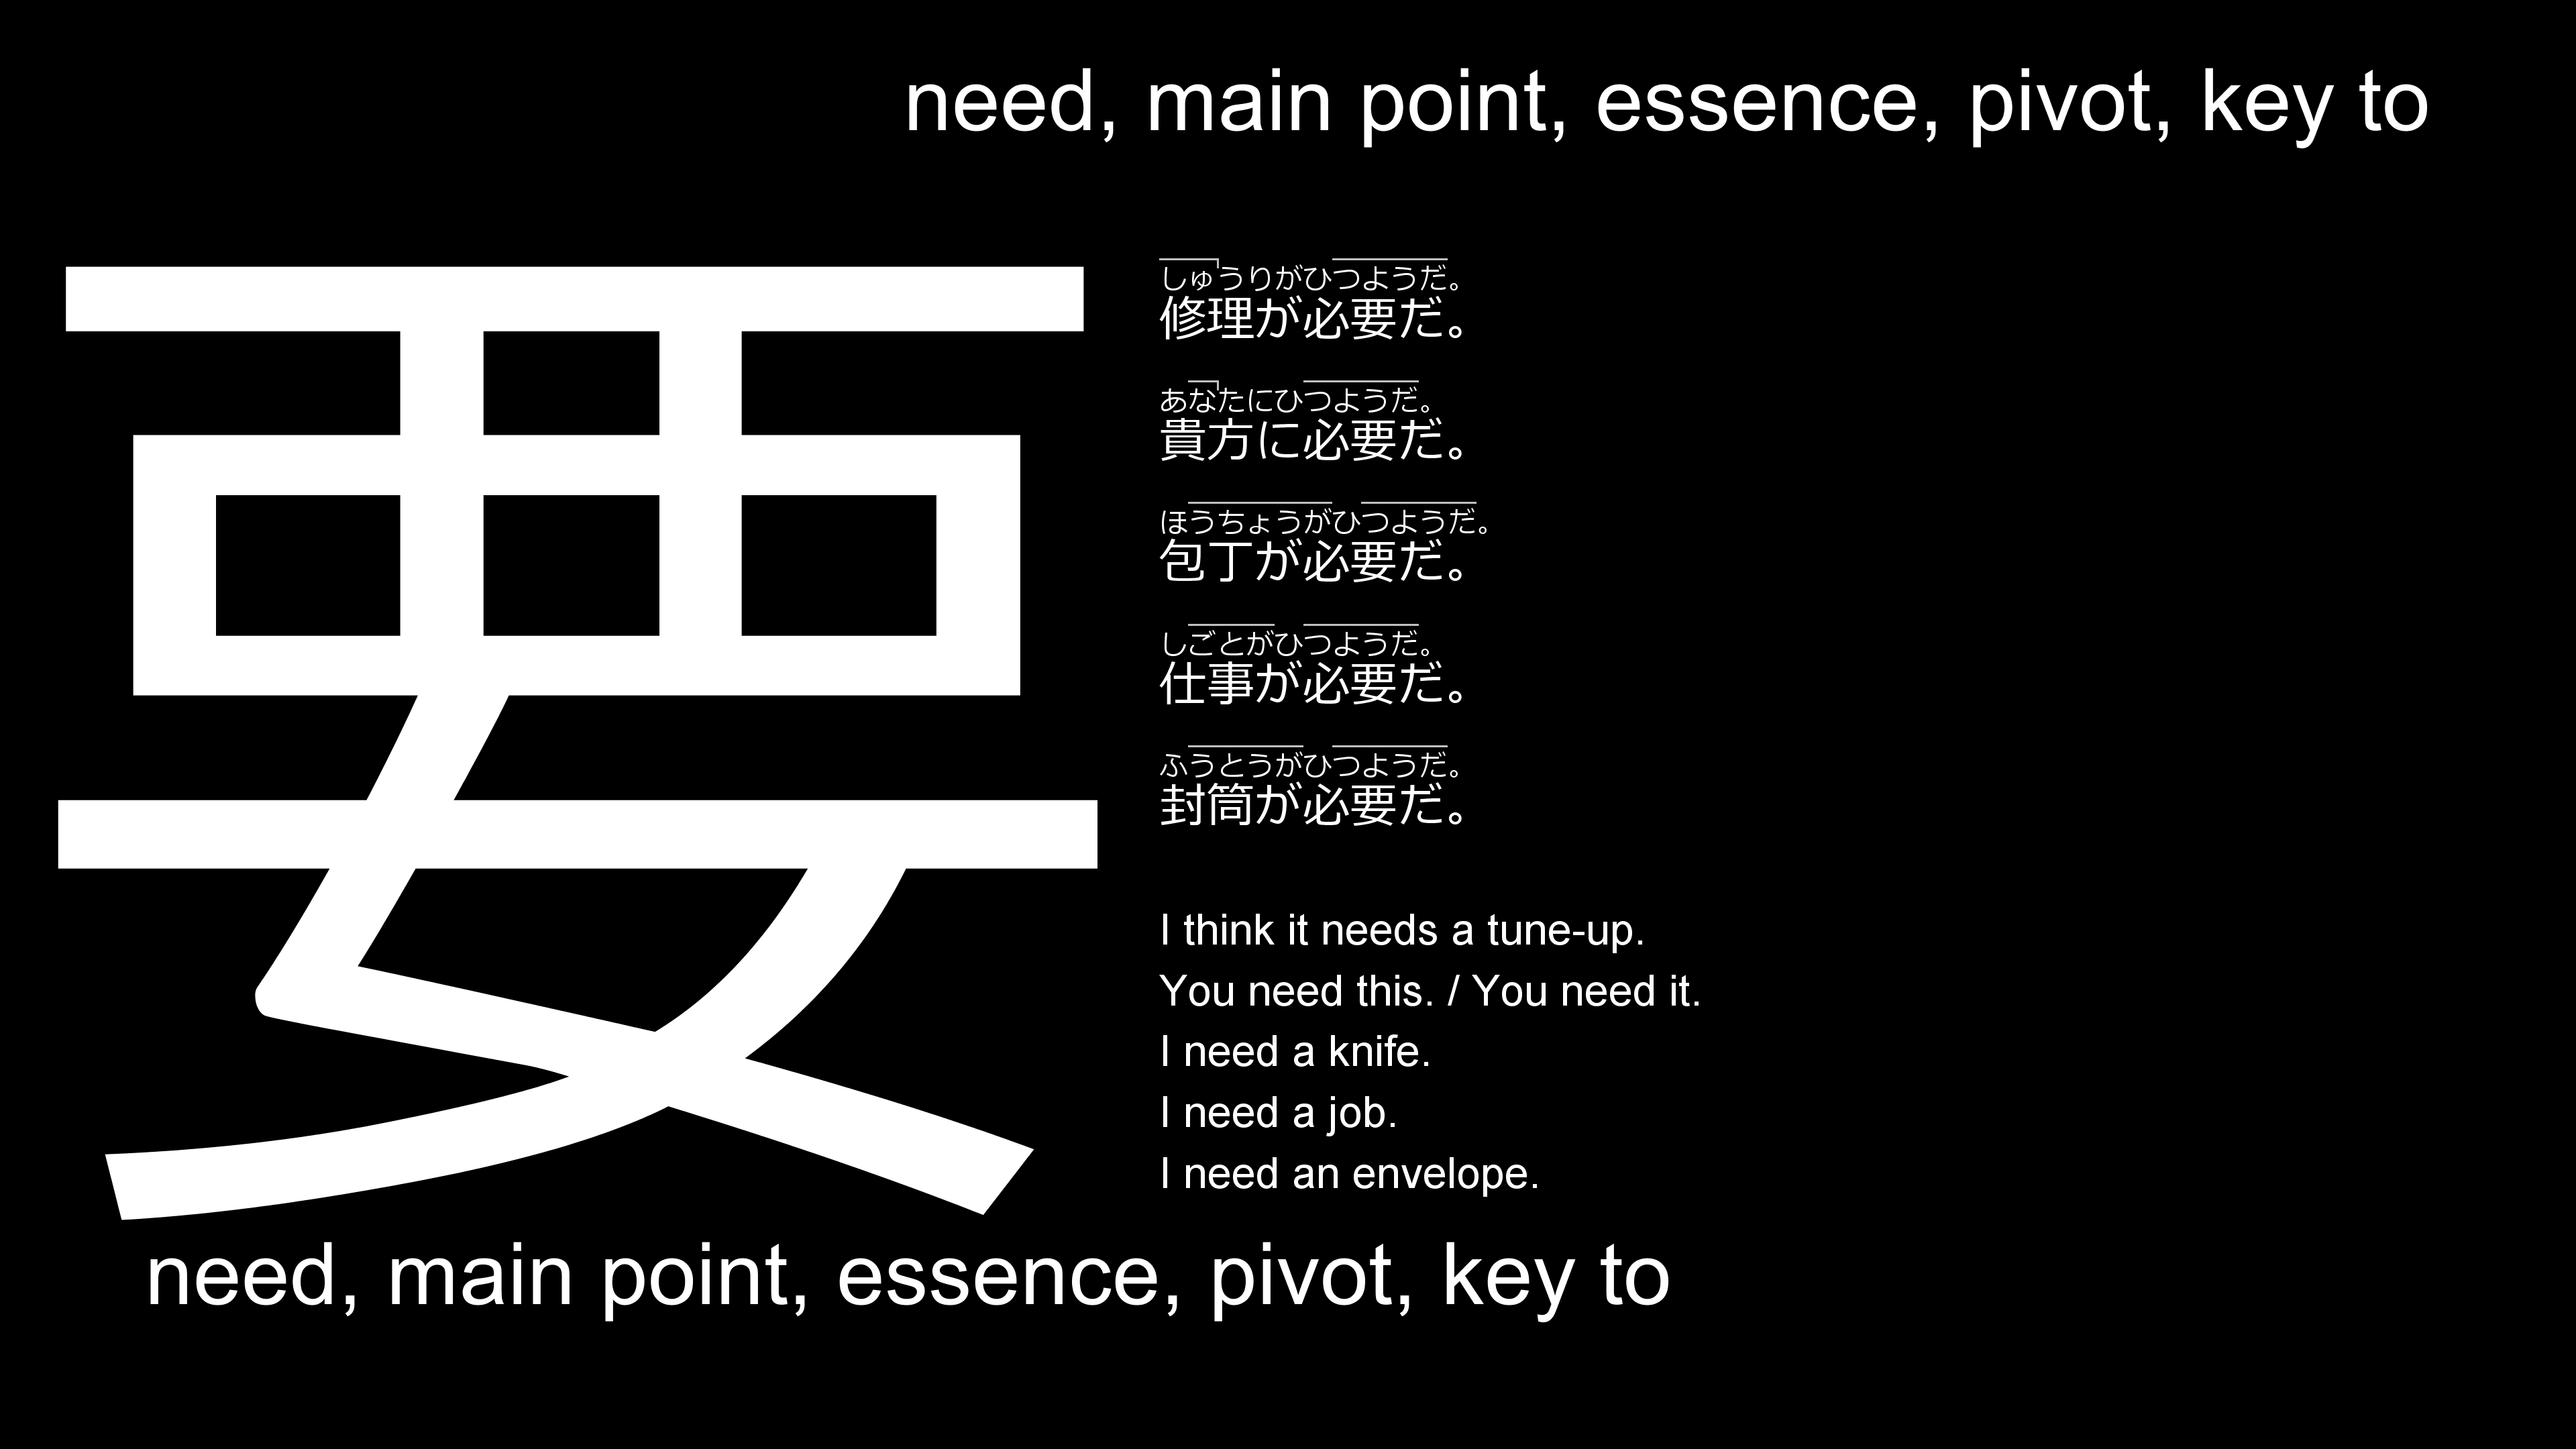 need, main point, essence, pivot, key to
要
しゅうりがひつようだ。
修理が必要だ。
あなたにひつようだ。
貴方に必要だ。
ほうちょうがひつようだ。
包丁が必要だ。
しごとがひつようだ。
仕事が必要だ。
ふうとうがひつようだ。
封筒が必要だ。
I think it needs a tune-up.
You need this. / You need it.
I need a knife.
I need a job.
I need an envelope.
need, main point, essence, pivot, key to